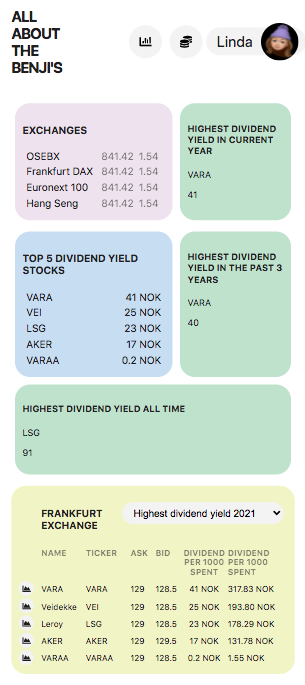 ALL
ABOUT
THE
BENJI'S
Linda
EXCHANGES
OSEBX 841.42 1.54
Frankfurt DAX 841.42 1.54
Euronext 100 841.42 1.54
Hang Seng 841.42 1.54
HIGHEST DIVIDEND
YIELD IN CURRENT
YEAR
VARA
41
TOP 5 DIVIDEND YIELD
STOCKS
VARA 41 NOK
VEI 25 NOK
LSG 23 NOK
AKER 17 NOK
VARAA 0.2 NOK
HIGHEST DIVIDEND
YIELD IN THE PAST 3
YEARS
VARA
40
HIGHEST DIVIDEND YIELD ALL TIME
LSG
91
FRANKFURT
EXCHANGE
Highest dividend yield 2021
NAME TICKER ASK BID DIVIDEND PER 1000 SPENT DIVIDEND PER 1000 SPENT
VARA VARA 129 128.5 41 NOK 317.83 NOK
Veidekke VEI 129 128.5 25 NOK 193.80 NOK
Leroy LSG 129 128.5 23 NOK 178.29 NOK
AKER AKER 129 129.5 17 NOK 131.78 NOK
VARAA VARAA 129 128.5 0.2 NOK 1.55 NOK